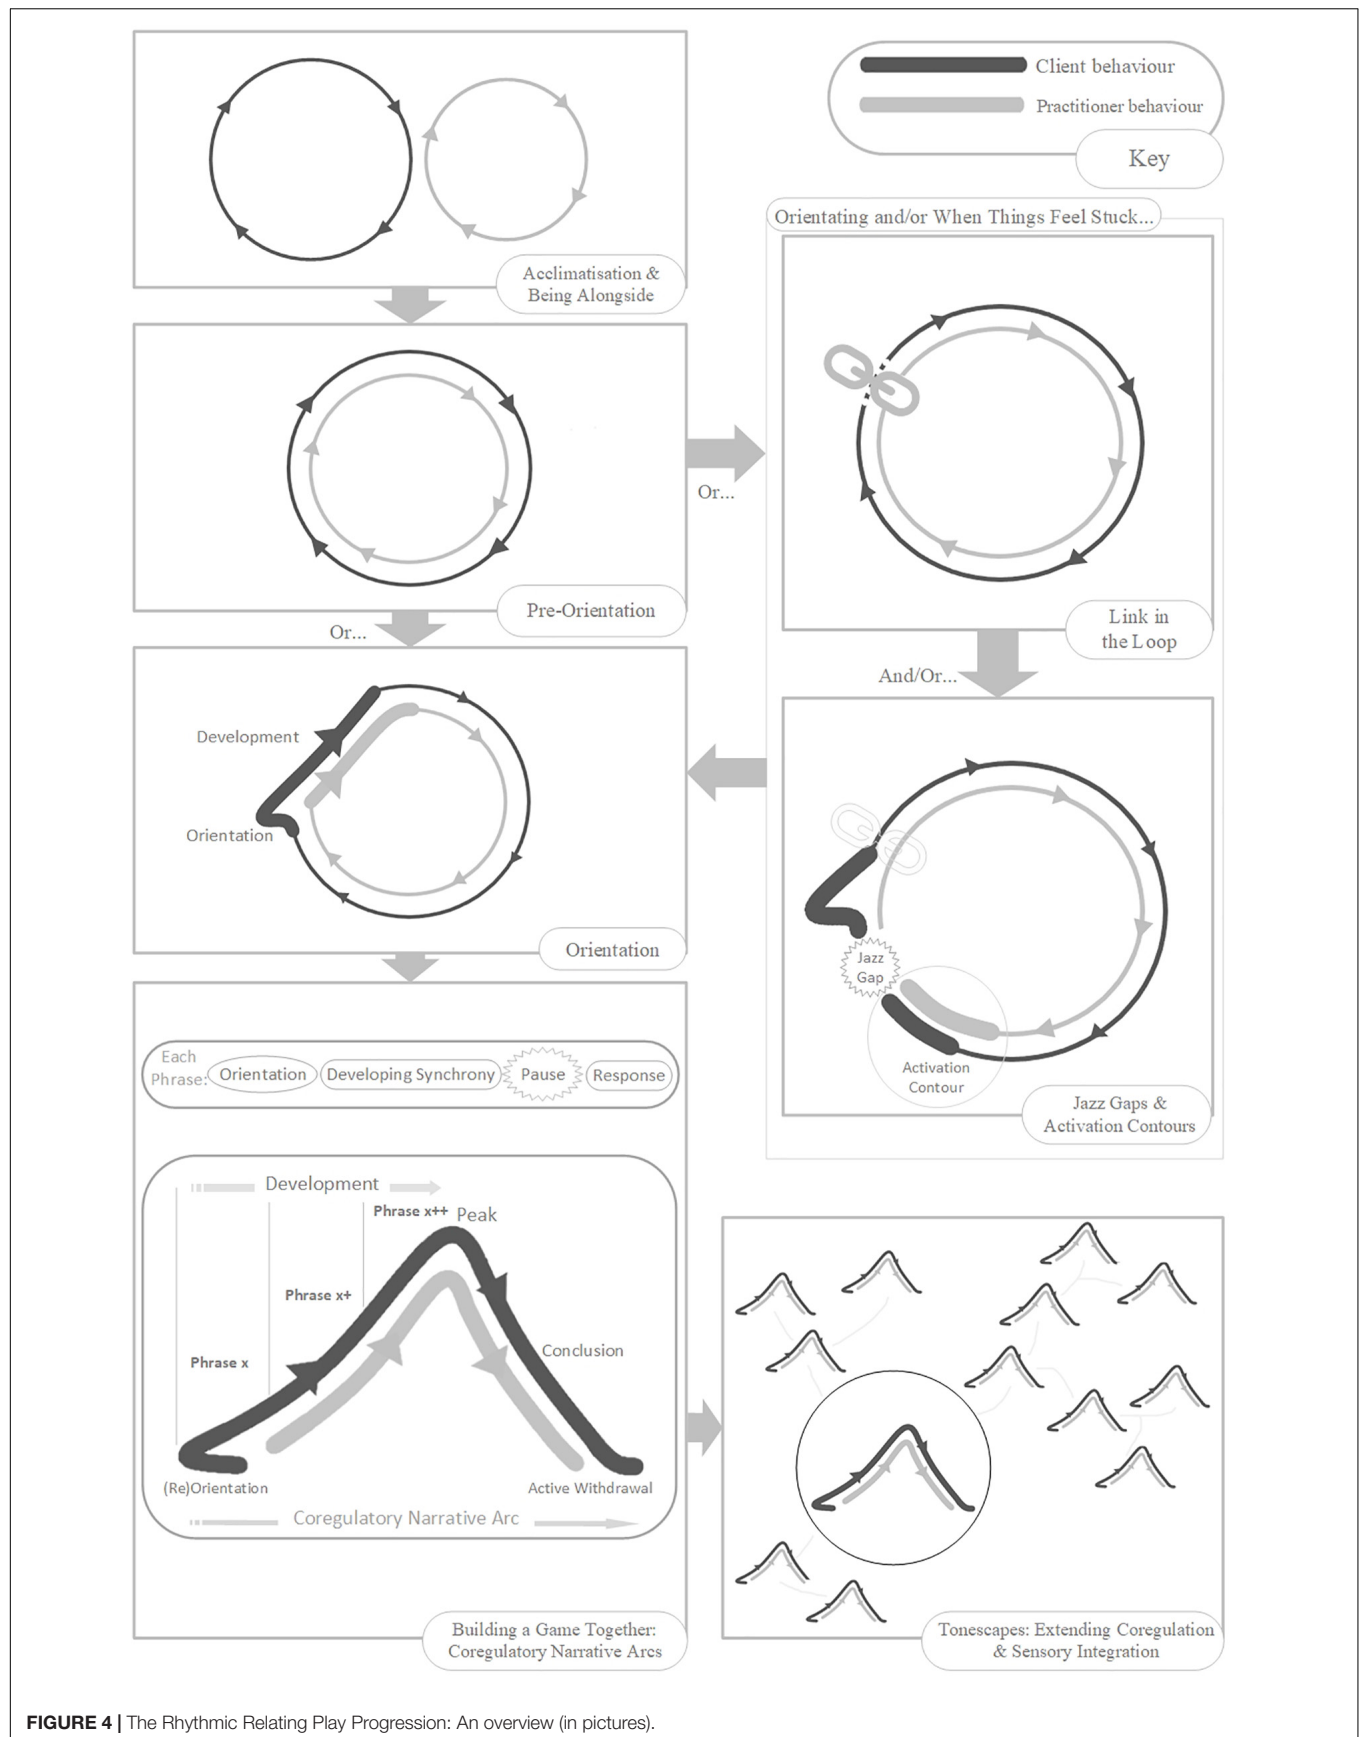 Client behaviour
Practitioner behaviour
Key
Acclimatisation &
Being Alongside
Orientating and/or When Things Feel Stuck...
Pre-Orientation
Or...
Link in
the Loop
Or...
And/Or...
Development
Orientation
Orientation
Jazz
Gap
Activation
Contour
Jazz Gaps &
Activation Contours
Each
Phrase:
Orientation
Developing Synchrony
Pause
Response
Development
Phrase x++
Peak
Phrase x+
Phrase x
Conclusion
(Re)Orientation
Active Withdrawal
Coregulatory Narrative Arc
Building a Game Together:
Coregulatory Narrative Arcs
Tonescapes: Extending Coregulation
& Sensory Integration
FIGURE 4 | The Rhythmic Relating Play Progression: An overview (in pictures).